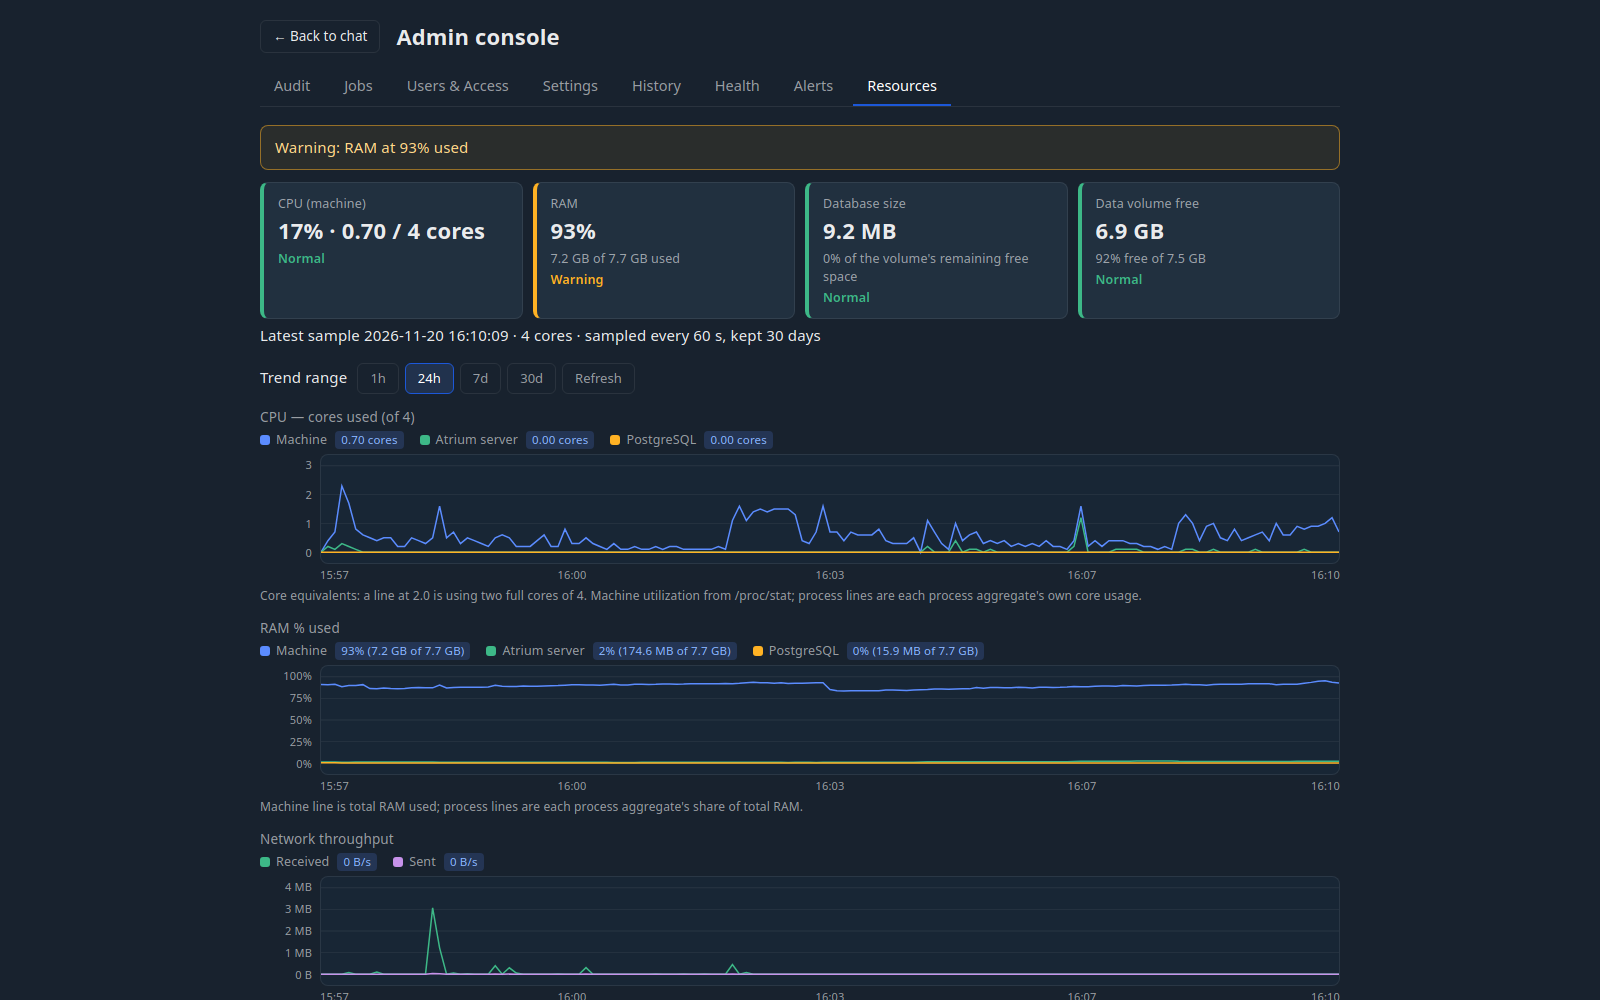 ← Back to chat
Admin console
Audit Jobs Users & Access Settings History Health Alerts Resources
Warning: RAM at 93% used
CPU (machine)
17% · 0.70 / 4 cores
Normal
RAM
93%
7.2 GB of 7.7 GB used
Warning
Database size
9.2 MB
0% of the volume's remaining free
space
Normal
Data volume free
6.9 GB
92% free of 7.5 GB
Normal
Latest sample 2026-11-20 16:10:09 · 4 cores · sampled every 60 s, kept 30 days
Trend range 1h 24h 7d 30d Refresh
CPU — cores used (of 4)
Machine 0.70 cores Atrium server 0.00 cores PostgreSQL 0.00 cores
3
2
1
0
15:57 16:00 16:03 16:07 16:10
Core equivalents: a line at 2.0 is using two full cores of 4. Machine utilization from /proc/stat; process lines are each process aggregate's own core usage.
RAM % used
Machine 93% (7.2 GB of 7.7 GB) Atrium server 2% (174.6 MB of 7.7 GB) PostgreSQL 0% (15.9 MB of 7.7 GB)
100%
75%
50%
25%
0%
15:57 16:00 16:03 16:07 16:10
Machine line is total RAM used; process lines are each process aggregate's share of total RAM.
Network throughput
Received 0 B/s Sent 0 B/s
4 MB
3 MB
2 MB
1 MB
0 B
15:57 16:00 16:03 16:07 16:10